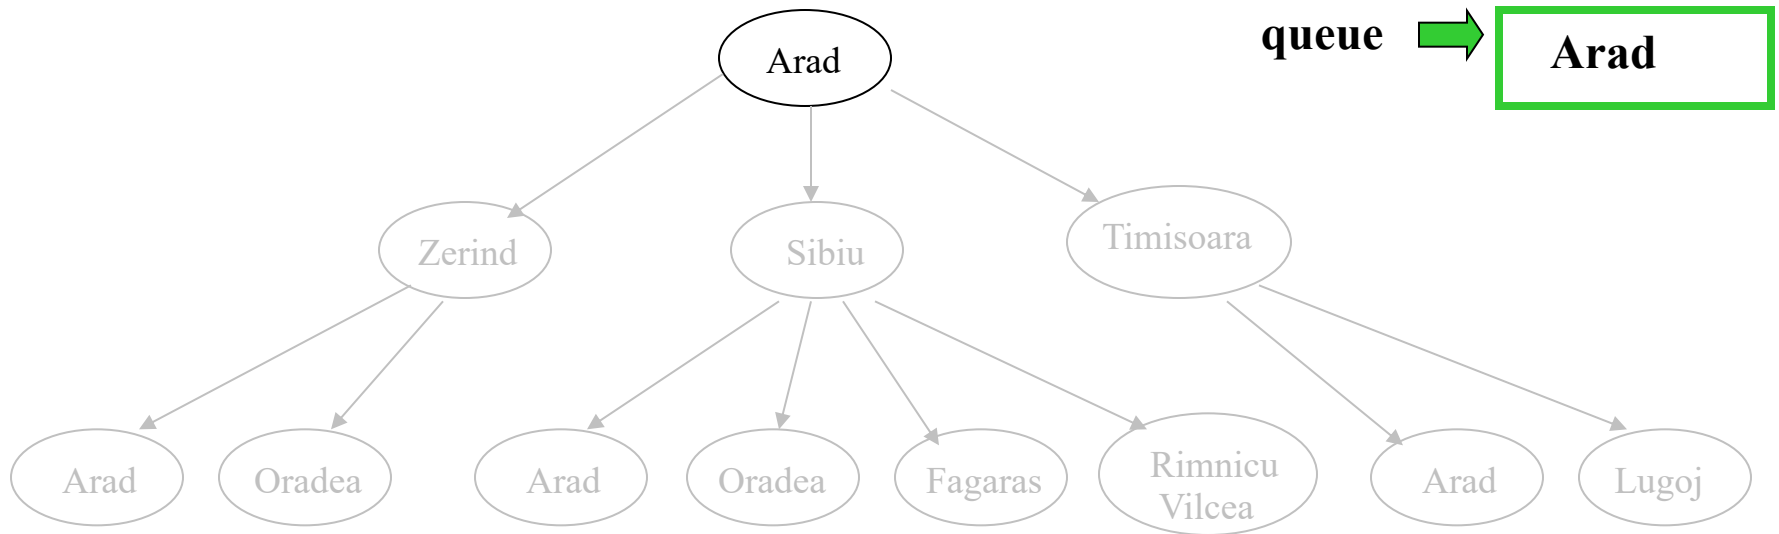 queue
Arad
Arad
Zerind
Sibiu
Timisoara
Arad
Oradea
Arad
Oradea
Fagaras
Rimnicu
Vilcea
Arad
Lugoj